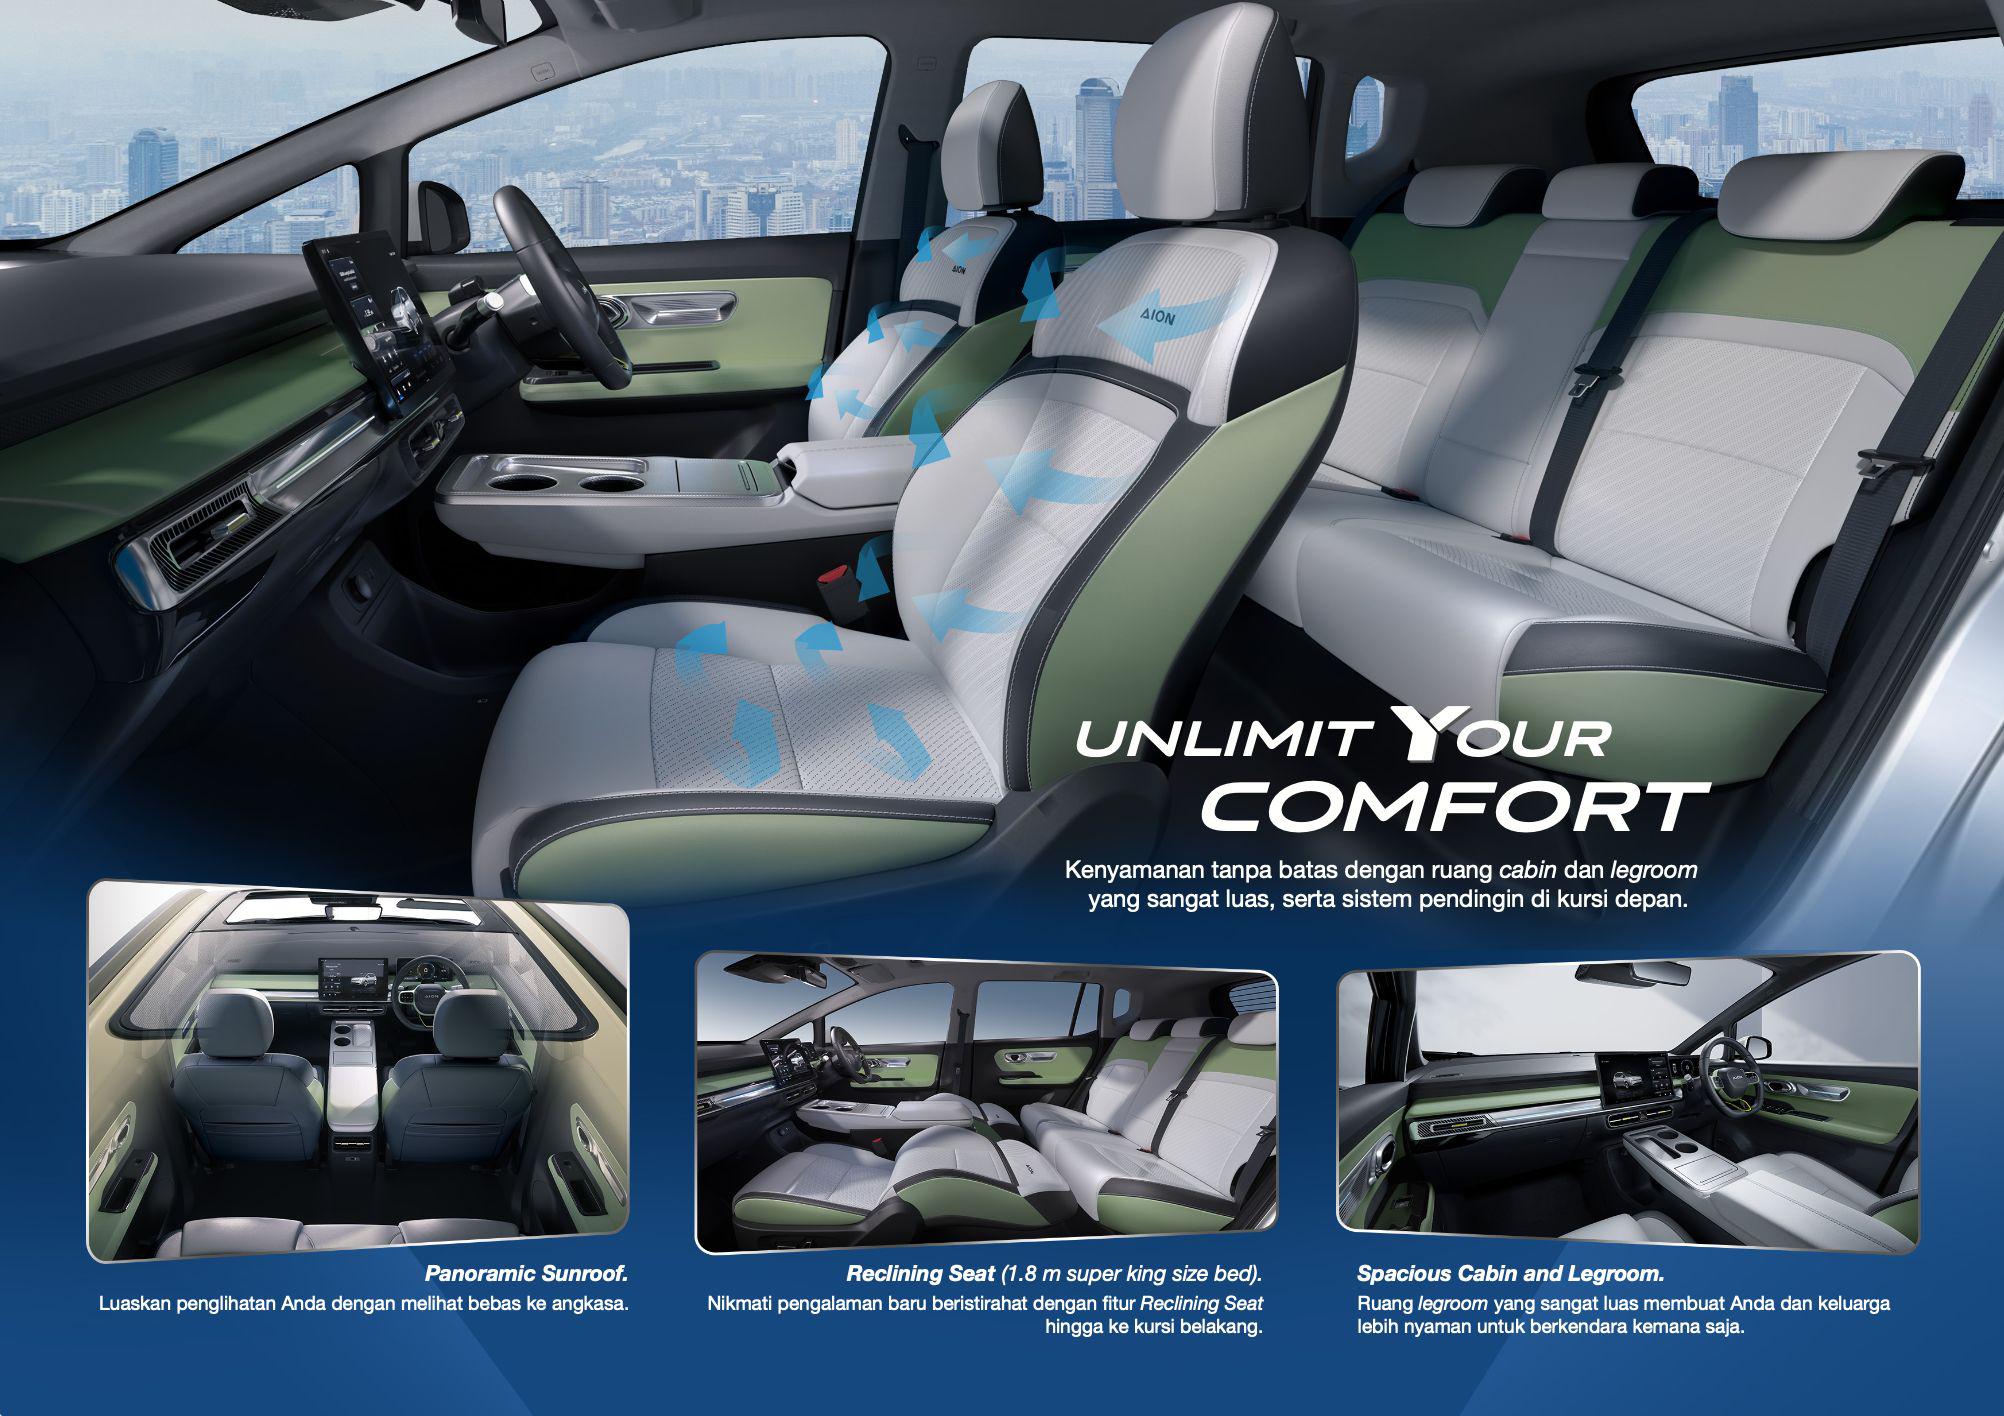 AION
AION
UNLIMIT YOUR
COMFORT
Kenyamanan tanpa batas dengan ruang cabin dan legroom
yang sangat luas, serta sistem pendingin di kursi depan.
AION
AION
AION
Panoramic Sunroof.
Luaskan penglihatan Anda dengan melihat bebas ke angkasa.
Reclining Seat (1.8 m super king size bed).
Nikmati pengalaman baru beristirahat dengan fitur Reclining Seat
hingga ke kursi belakang.
Spacious Cabin and Legroom.
Ruang legroom yang sangat luas membuat Anda dan keluarga
lebih nyaman untuk berkendara kemana saja.